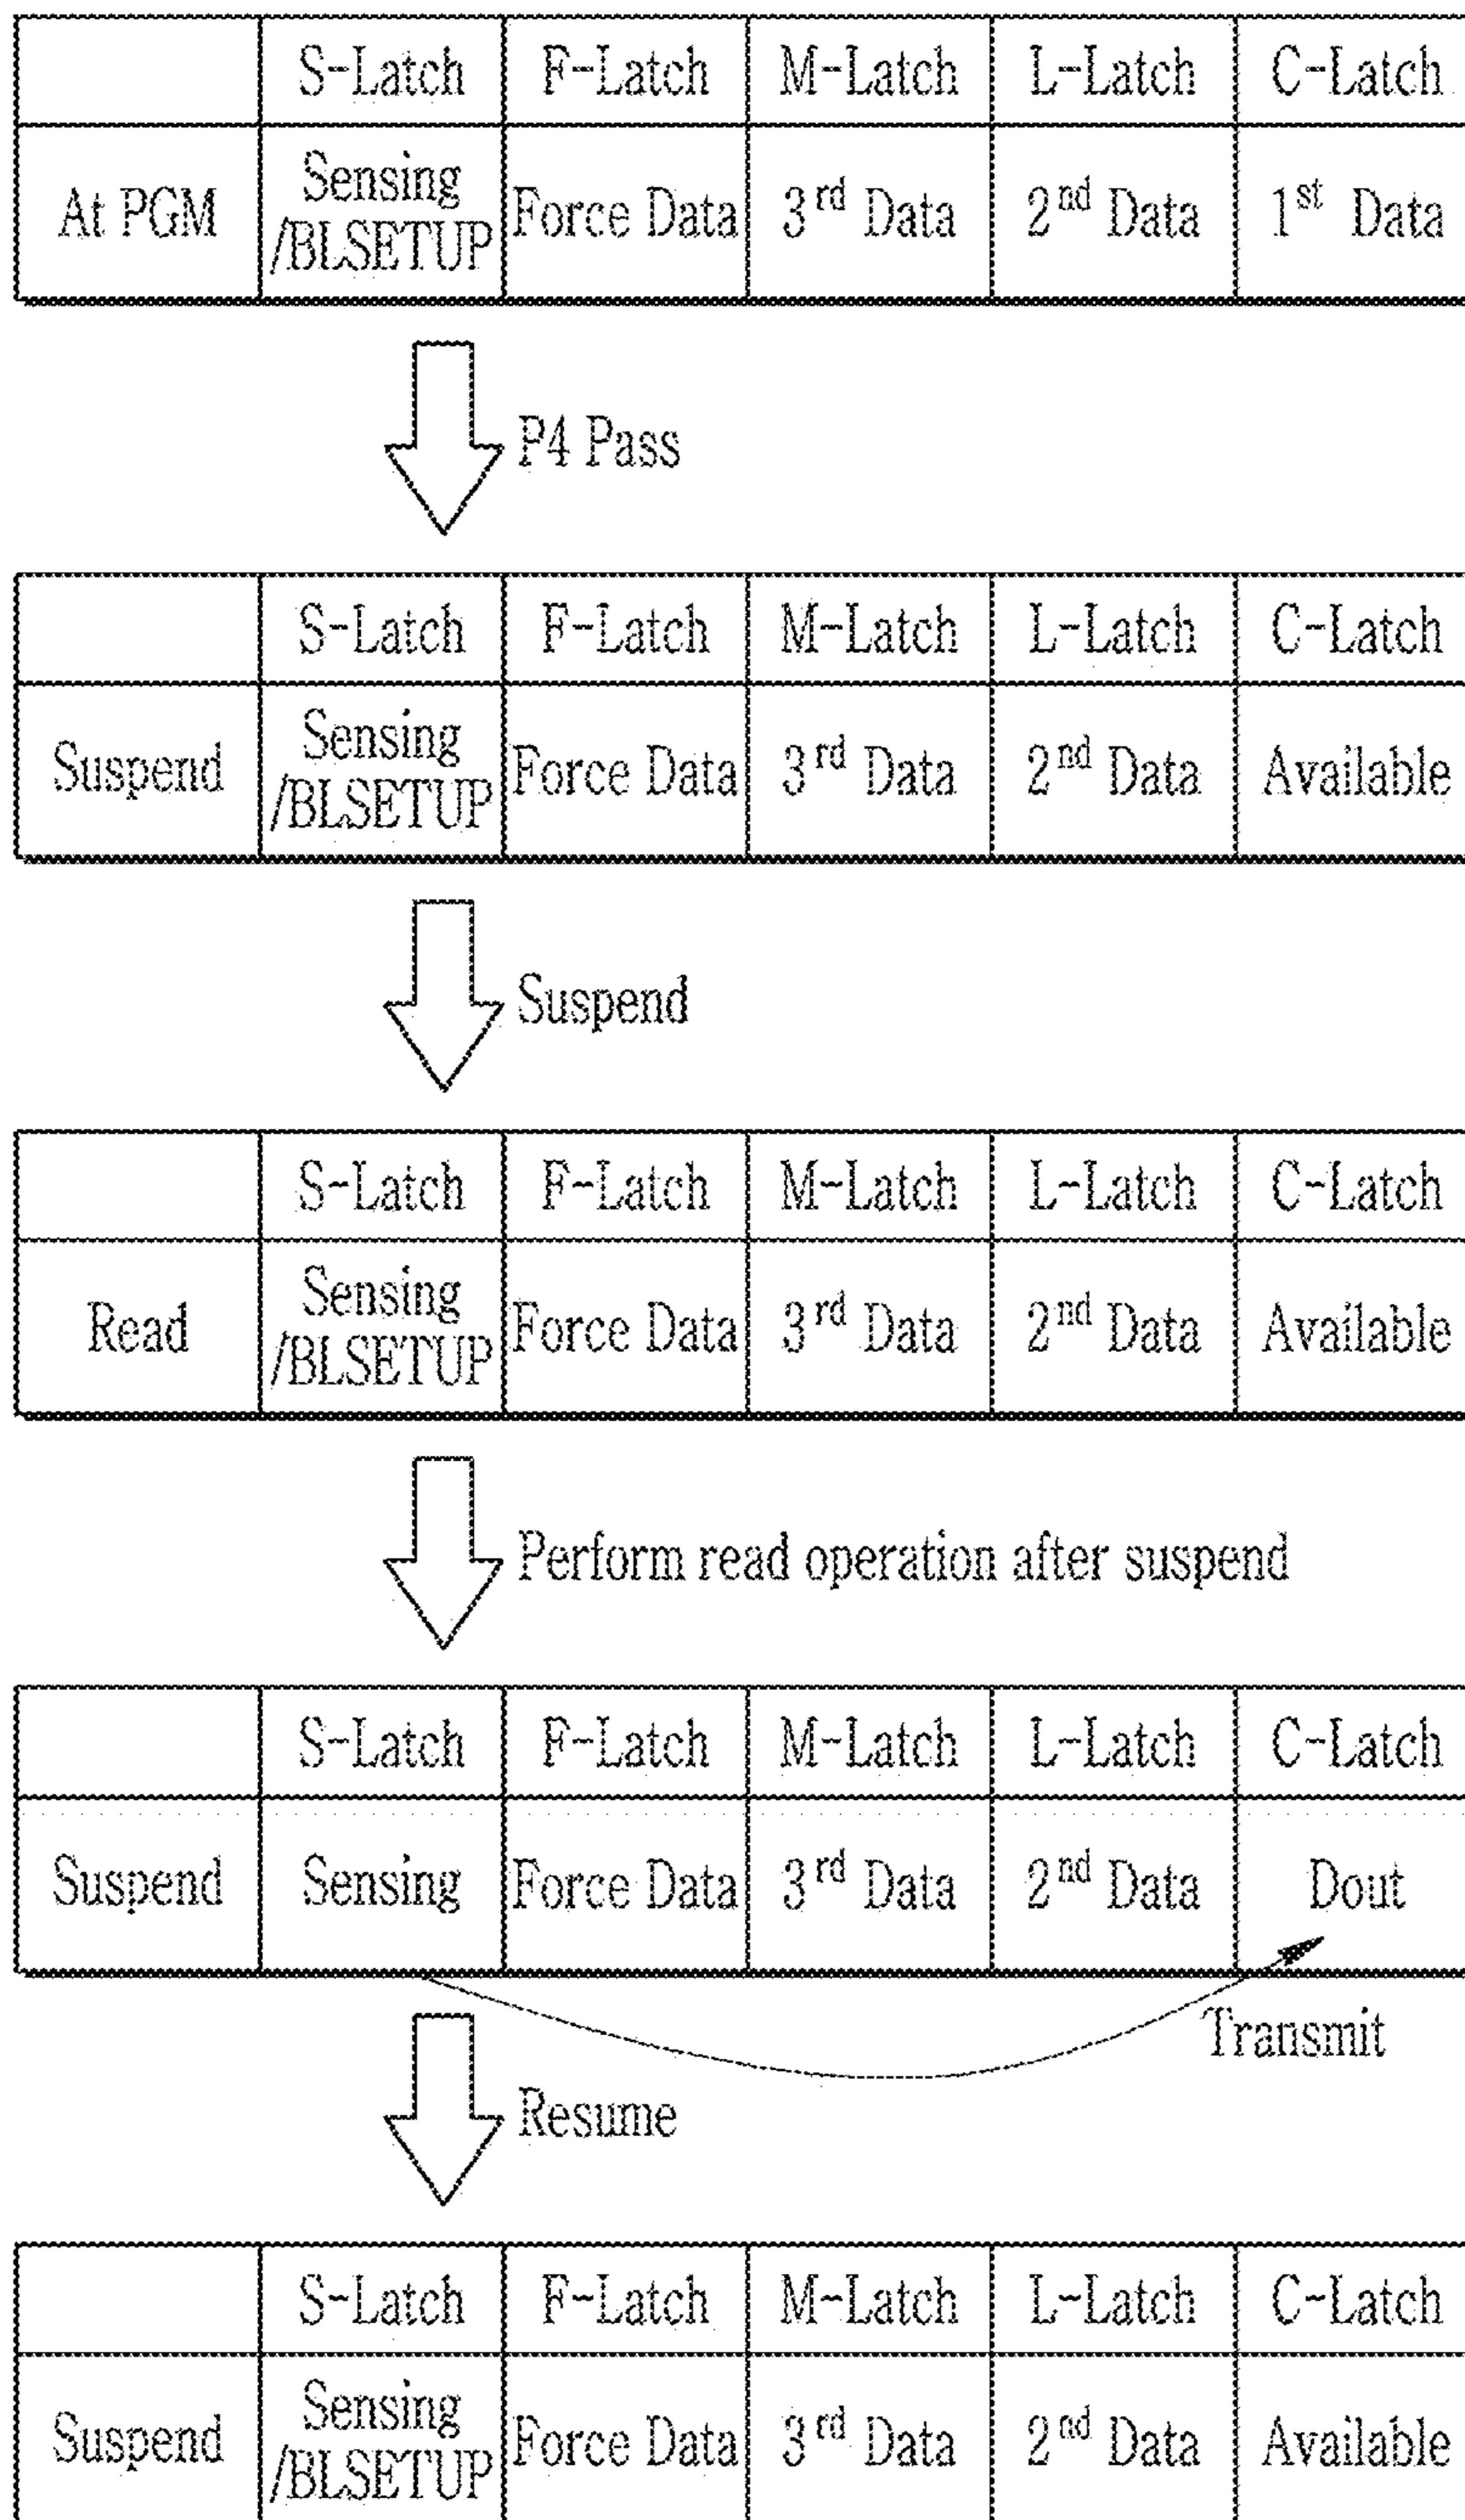 S-Latch F-Latch M-Latch L-Latch C-Latch
At PGM Sensing /BLSETUP Force Data 3rd Data 2nd Data 1st Data
P4 Pass
S-Latch F-Latch M-Latch L-Latch C-Latch
Suspend Sensing /BLSETUP Force Data 3rd Data 2nd Data Available
Suspend
S-Latch F-Latch M-Latch L-Latch C-Latch
Read Sensing /BLSETUP Force Data 3rd Data 2nd Data Available
Perform read operation after suspend
S-Latch F-Latch M-Latch L-Latch C-Latch
Suspend Sensing Force Data 3rd Data 2nd Data Dout
Transmit
Resume
S-Latch F-Latch M-Latch L-Latch C-Latch
Suspend Sensing /BLSETUP Force Data 3rd Data 2nd Data Available